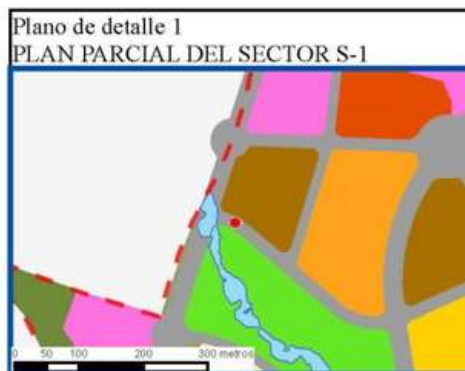 Plano de detalle 1
PLAN PARCIAL DEL SECTOR S-1
0 50 100 200 300 metros